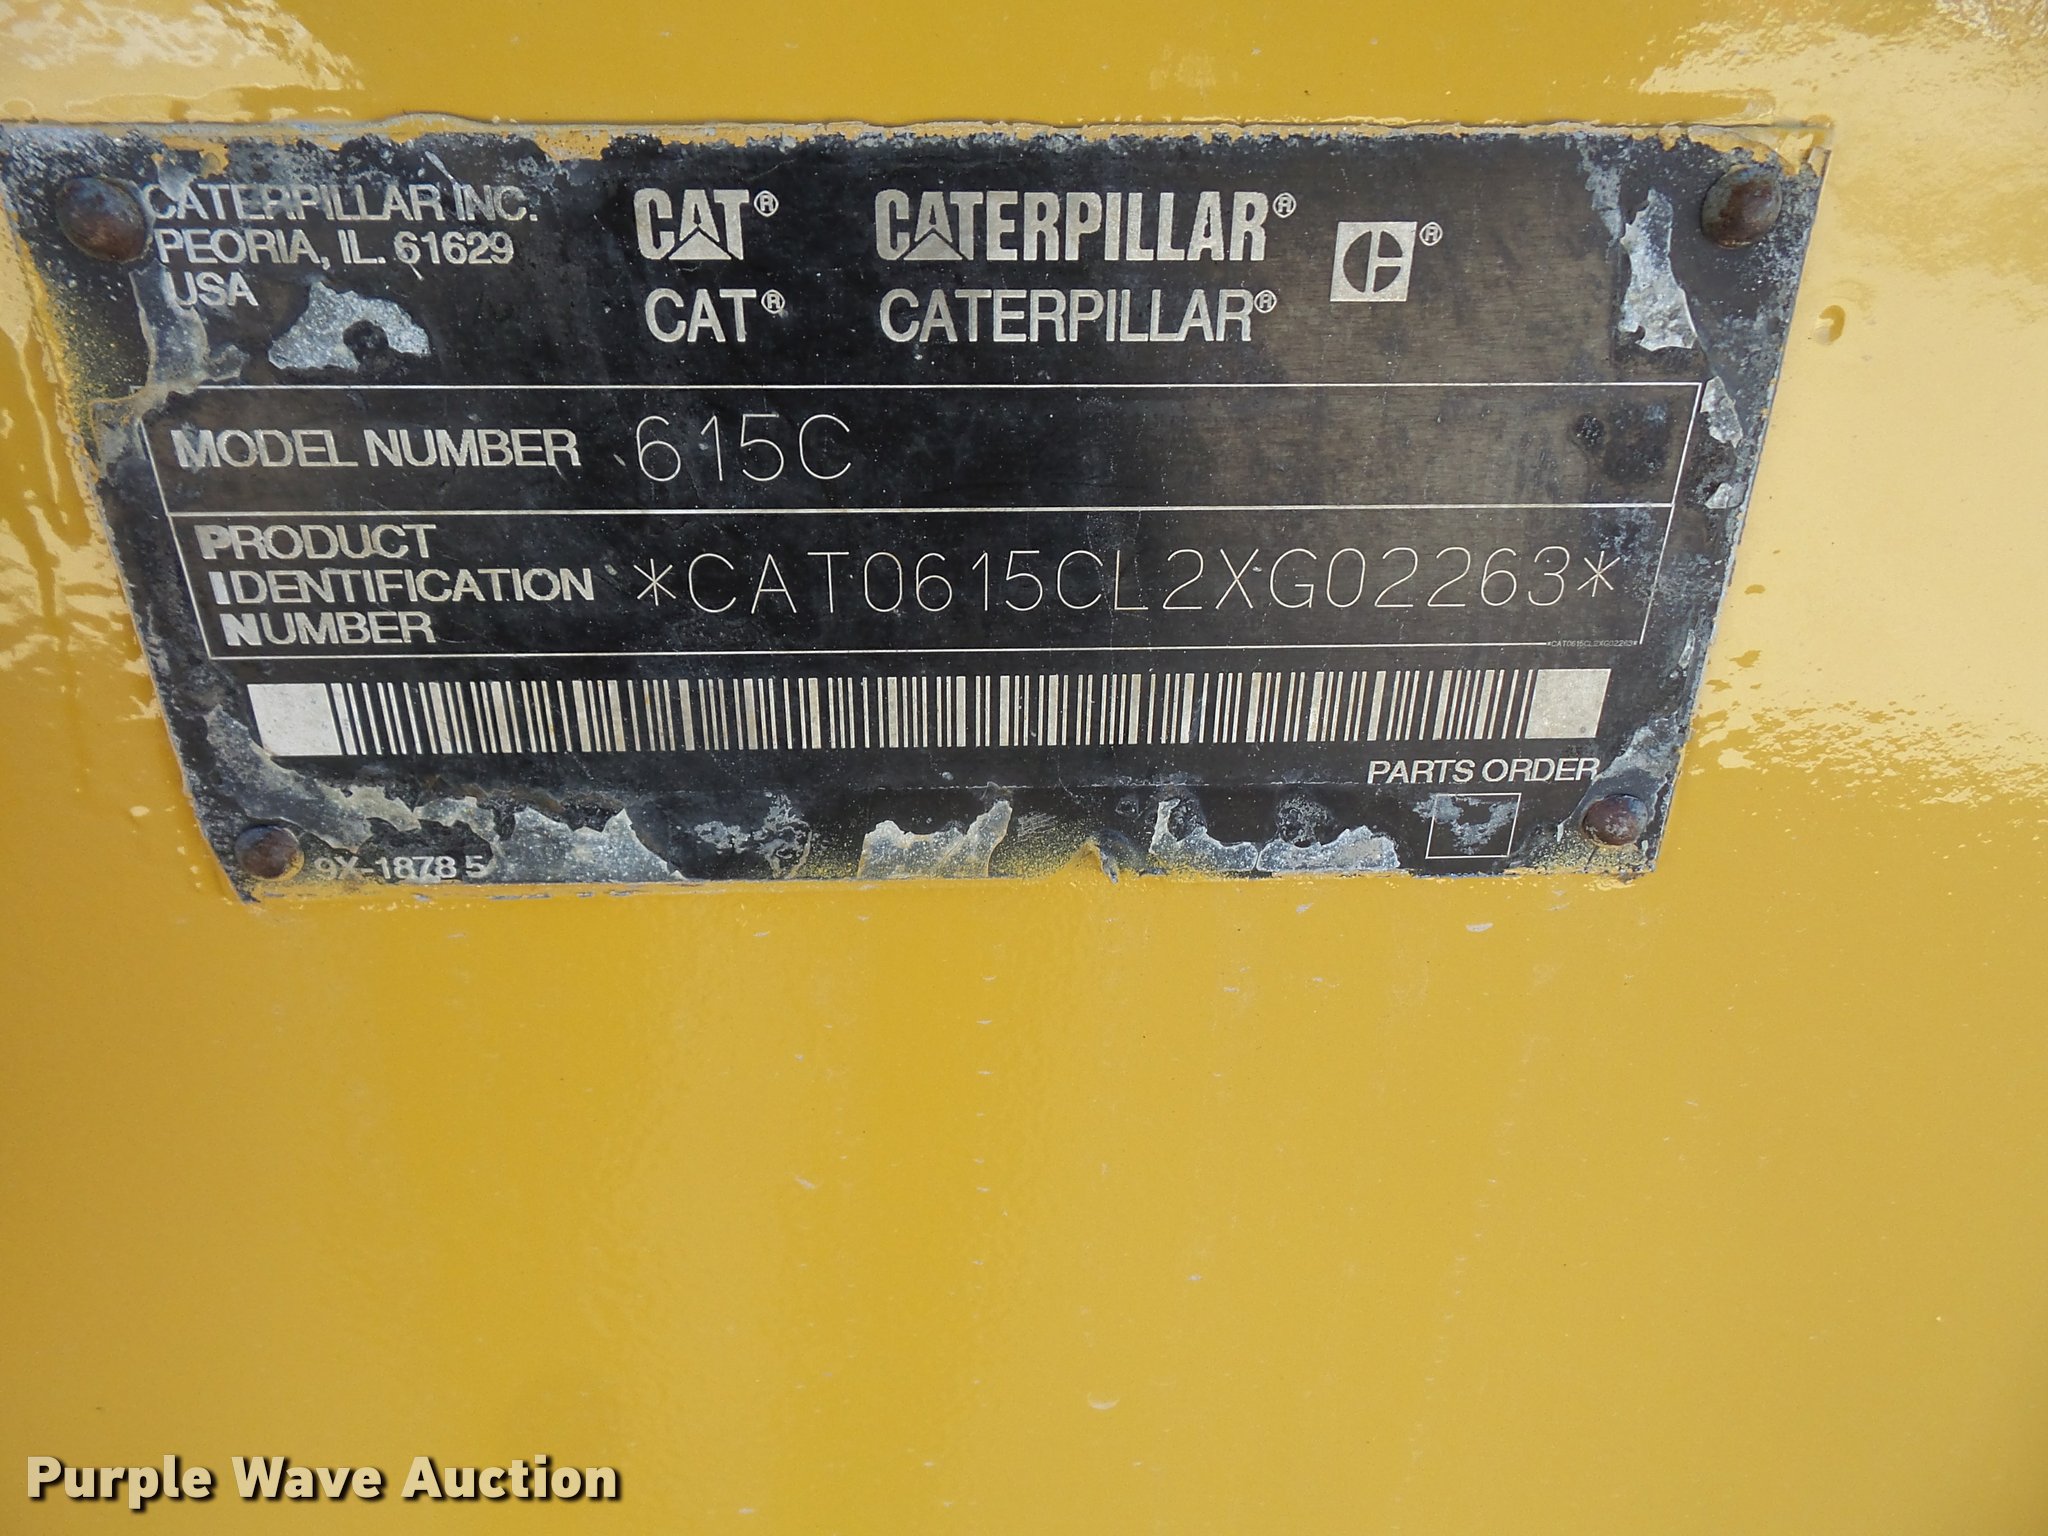 CATERPILLAR INC.
PEORIA, IL. 61629
USA
CAT® CATERPILLAR® ®
CAT® CATERPILLAR®
MODEL NUMBER 615C
PRODUCT
IDENTIFICATION
NUMBER
*CAT0615CL2XG02263*
*CAT0615CL2XG02263*
PARTS ORDER
9X-1878 5
Purple Wave Auction